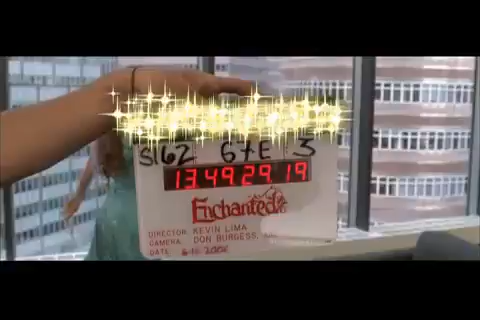 S162 67E 3
13 49 29 19
Enchanted
DIRECTOR KEVIN LIMA
CAMERA DON BURGESS,
DATE